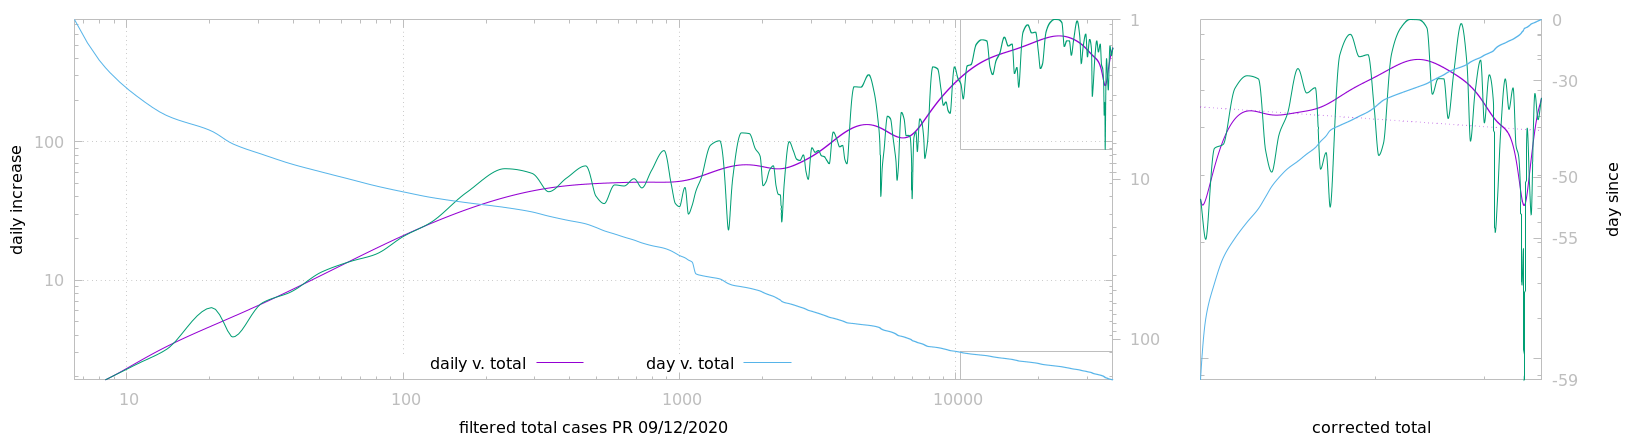 1
0
100
-30
daily increase
10
-50
day since
-55
10
100
daily v. total
day v. total
-59
10
100
1000
10000
filtered total cases PR 09/12/2020
corrected total